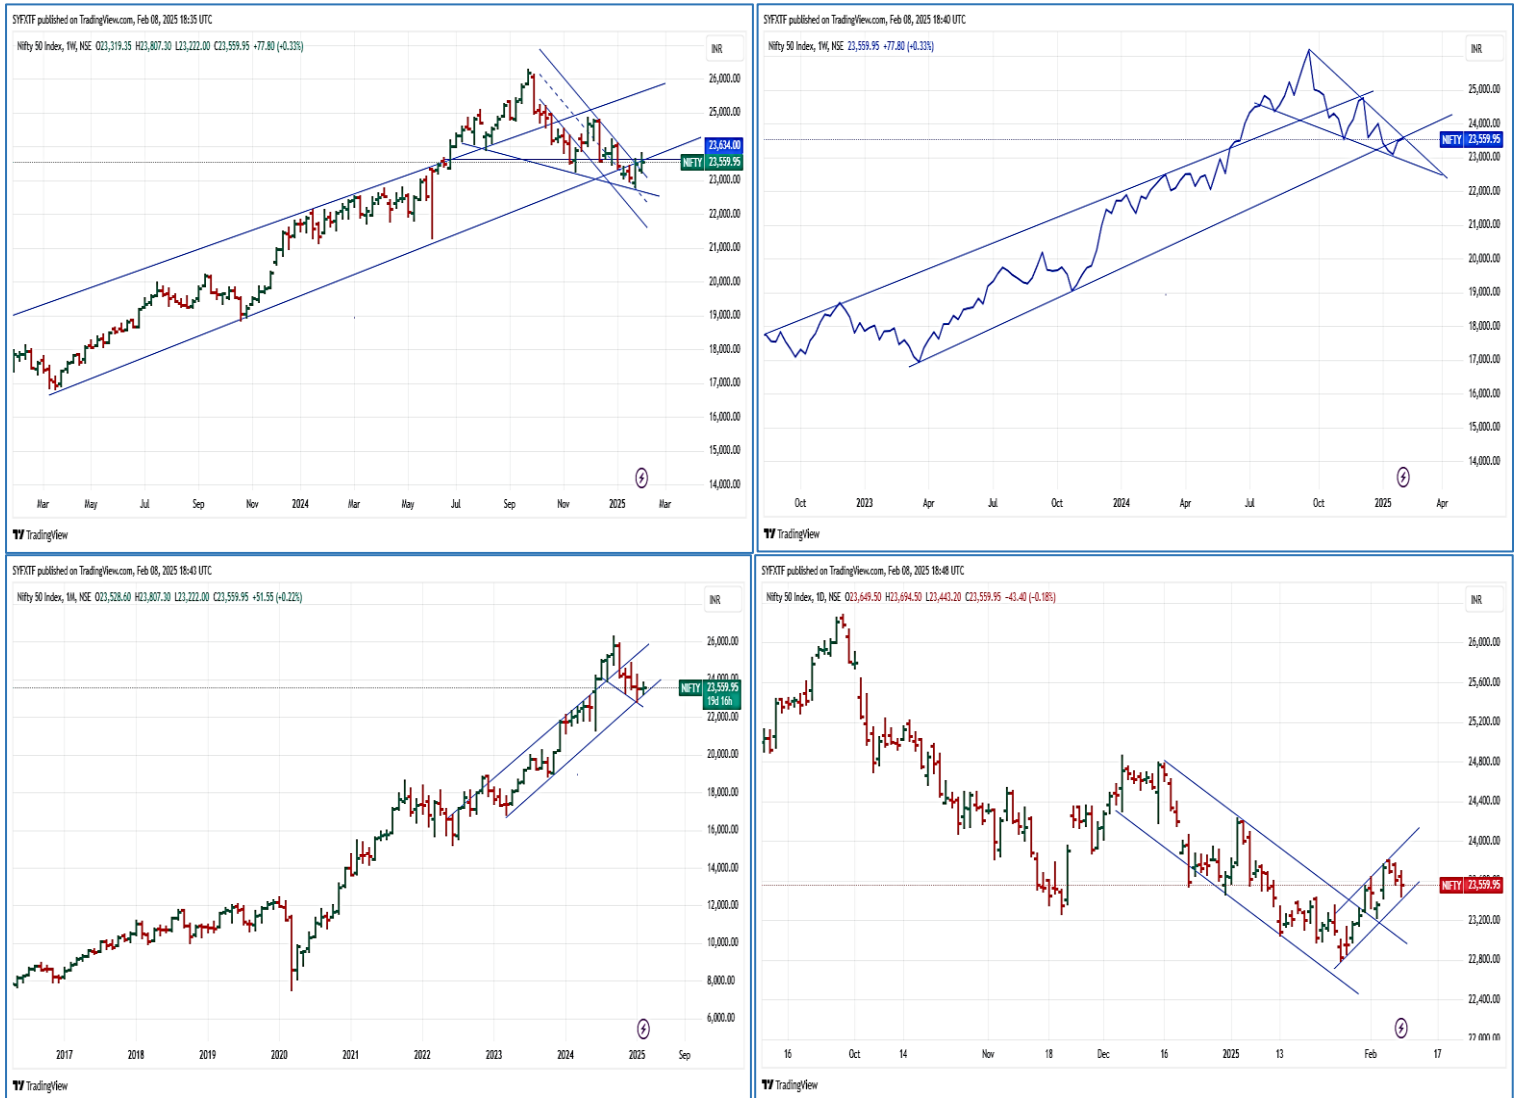 SYFXTF published on TradingView.com, Feb 08, 2025 18:35 UTC
Nifty 50 Index, 1W, NSE O23,319.35 H23,807.30 L23,222.00 C23,559.95 +77.80 (+0.33%)
INR
26,000.00
25,000.00
23,634.00
NIFTY 23,559.95
23,000.00
22,000.00
21,000.00
20,000.00
19,000.00
18,000.00
17,000.00
16,000.00
15,000.00
14,000.00
Mar May Jul Sep Nov 2024 Mar May Jul Sep Nov 2025 Mar
TradingView
SYFXTF published on TradingView.com, Feb 08, 2025 18:40 UTC
Nifty 50 Index, 1W, NSE 23,559.95 +77.80 (+0.33%)
INR
25,000.00
24,000.00
NIFTY 23,559.95
23,000.00
22,000.00
21,000.00
20,000.00
19,000.00
18,000.00
17,000.00
16,000.00
15,000.00
14,000.00
Oct 2023 Apr Jul Oct 2024 Apr Jul Oct 2025 Apr
TradingView
SYFXTF published on TradingView.com, Feb 08, 2025 18:43 UTC
Nifty 50 Index, 1M, NSE O23,528.60 H23,807.30 L23,222.00 C23,559.95 +51.55 (+0.22%)
INR
26,000.00
24,000.00
NIFTY 23,559.95
19d 16h
22,000.00
20,000.00
18,000.00
16,000.00
14,000.00
12,000.00
10,000.00
8,000.00
6,000.00
2017 2018 2019 2020 2021 2022 2023 2024 2025 Sep
TradingView
SYFXTF published on TradingView.com, Feb 08, 2025 18:48 UTC
Nifty 50 Index, 1D, NSE O23,649.50 H23,694.50 L23,443.20 C23,559.95 -43.40 (-0.18%)
INR
26,000.00
25,600.00
25,200.00
24,800.00
24,400.00
24,000.00
NIFTY 23,559.95
23,200.00
22,800.00
22,400.00
22,000.00
16 Oct 14 Nov 18 Dec 16 2025 13 Feb 17
TradingView